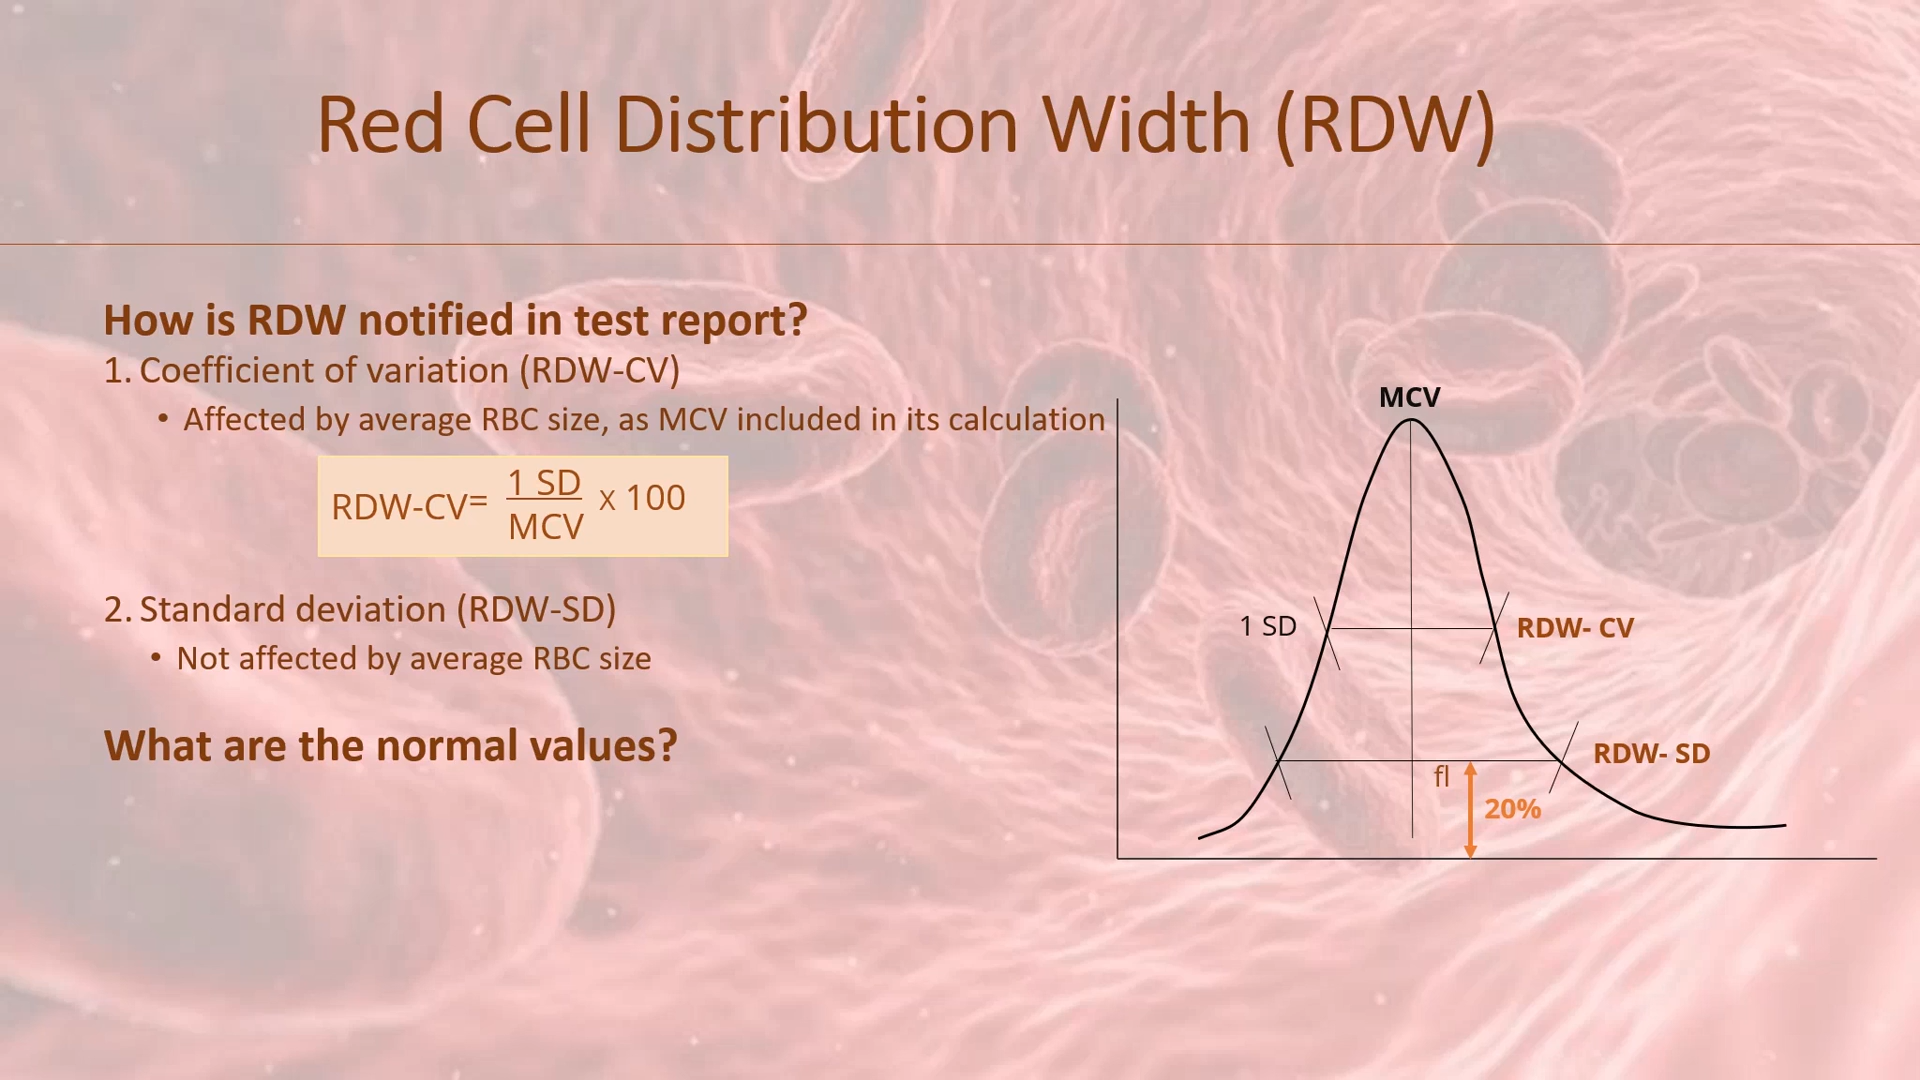 Red Cell Distribution Width (RDW)
How is RDW notified in test report?
1. Coefficient of variation (RDW-CV)
• Affected by average RBC size, as MCV included in its calculation
RDW-CV= 1 SD / MCV x 100
2. Standard deviation (RDW-SD)
• Not affected by average RBC size
What are the normal values?
MCV
1 SD
RDW- CV
RDW- SD
fl
20%